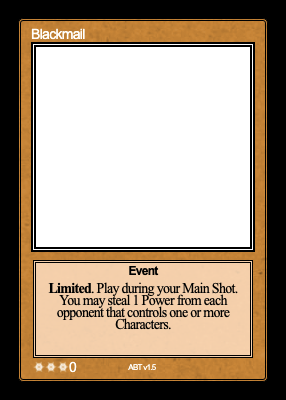 Blackmail
Event
Limited. Play during your Main Shot.
You may steal 1 Power from each
opponent that controls one or more
Characters.
0
ABT v1.5